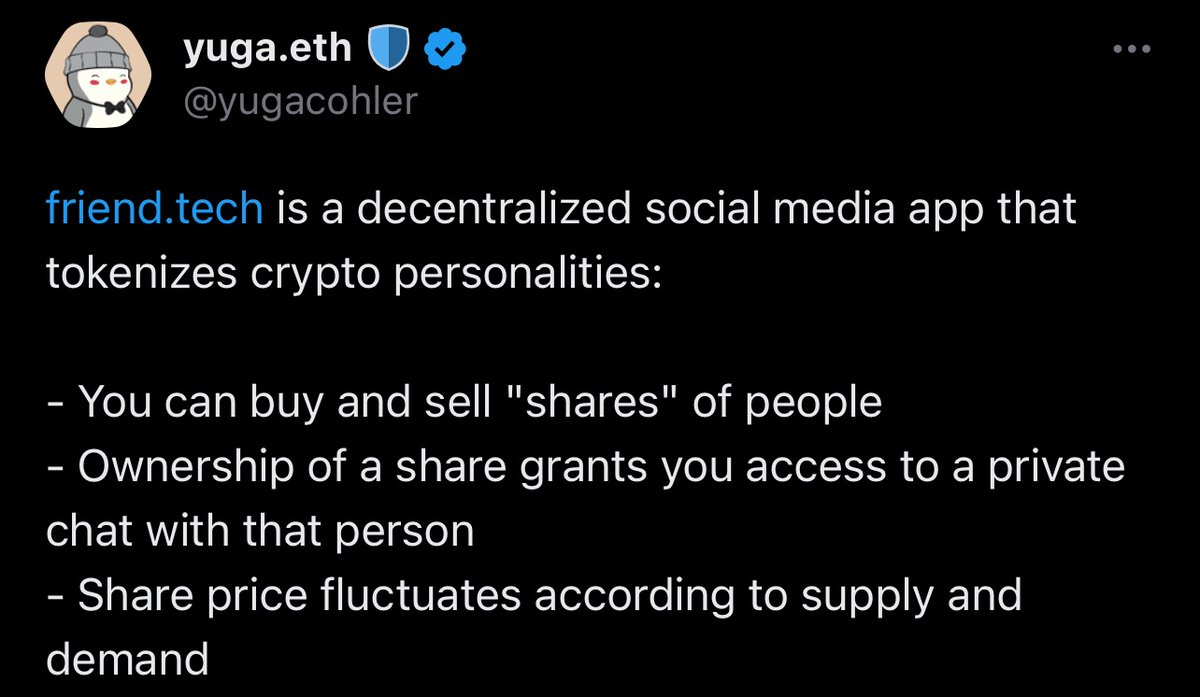 yuga.eth
@yugacohler
friend.tech is a decentralized social media app that
tokenizes crypto personalities:
- You can buy and sell "shares" of people
- Ownership of a share grants you access to a private
chat with that person
- Share price fluctuates according to supply and
demand